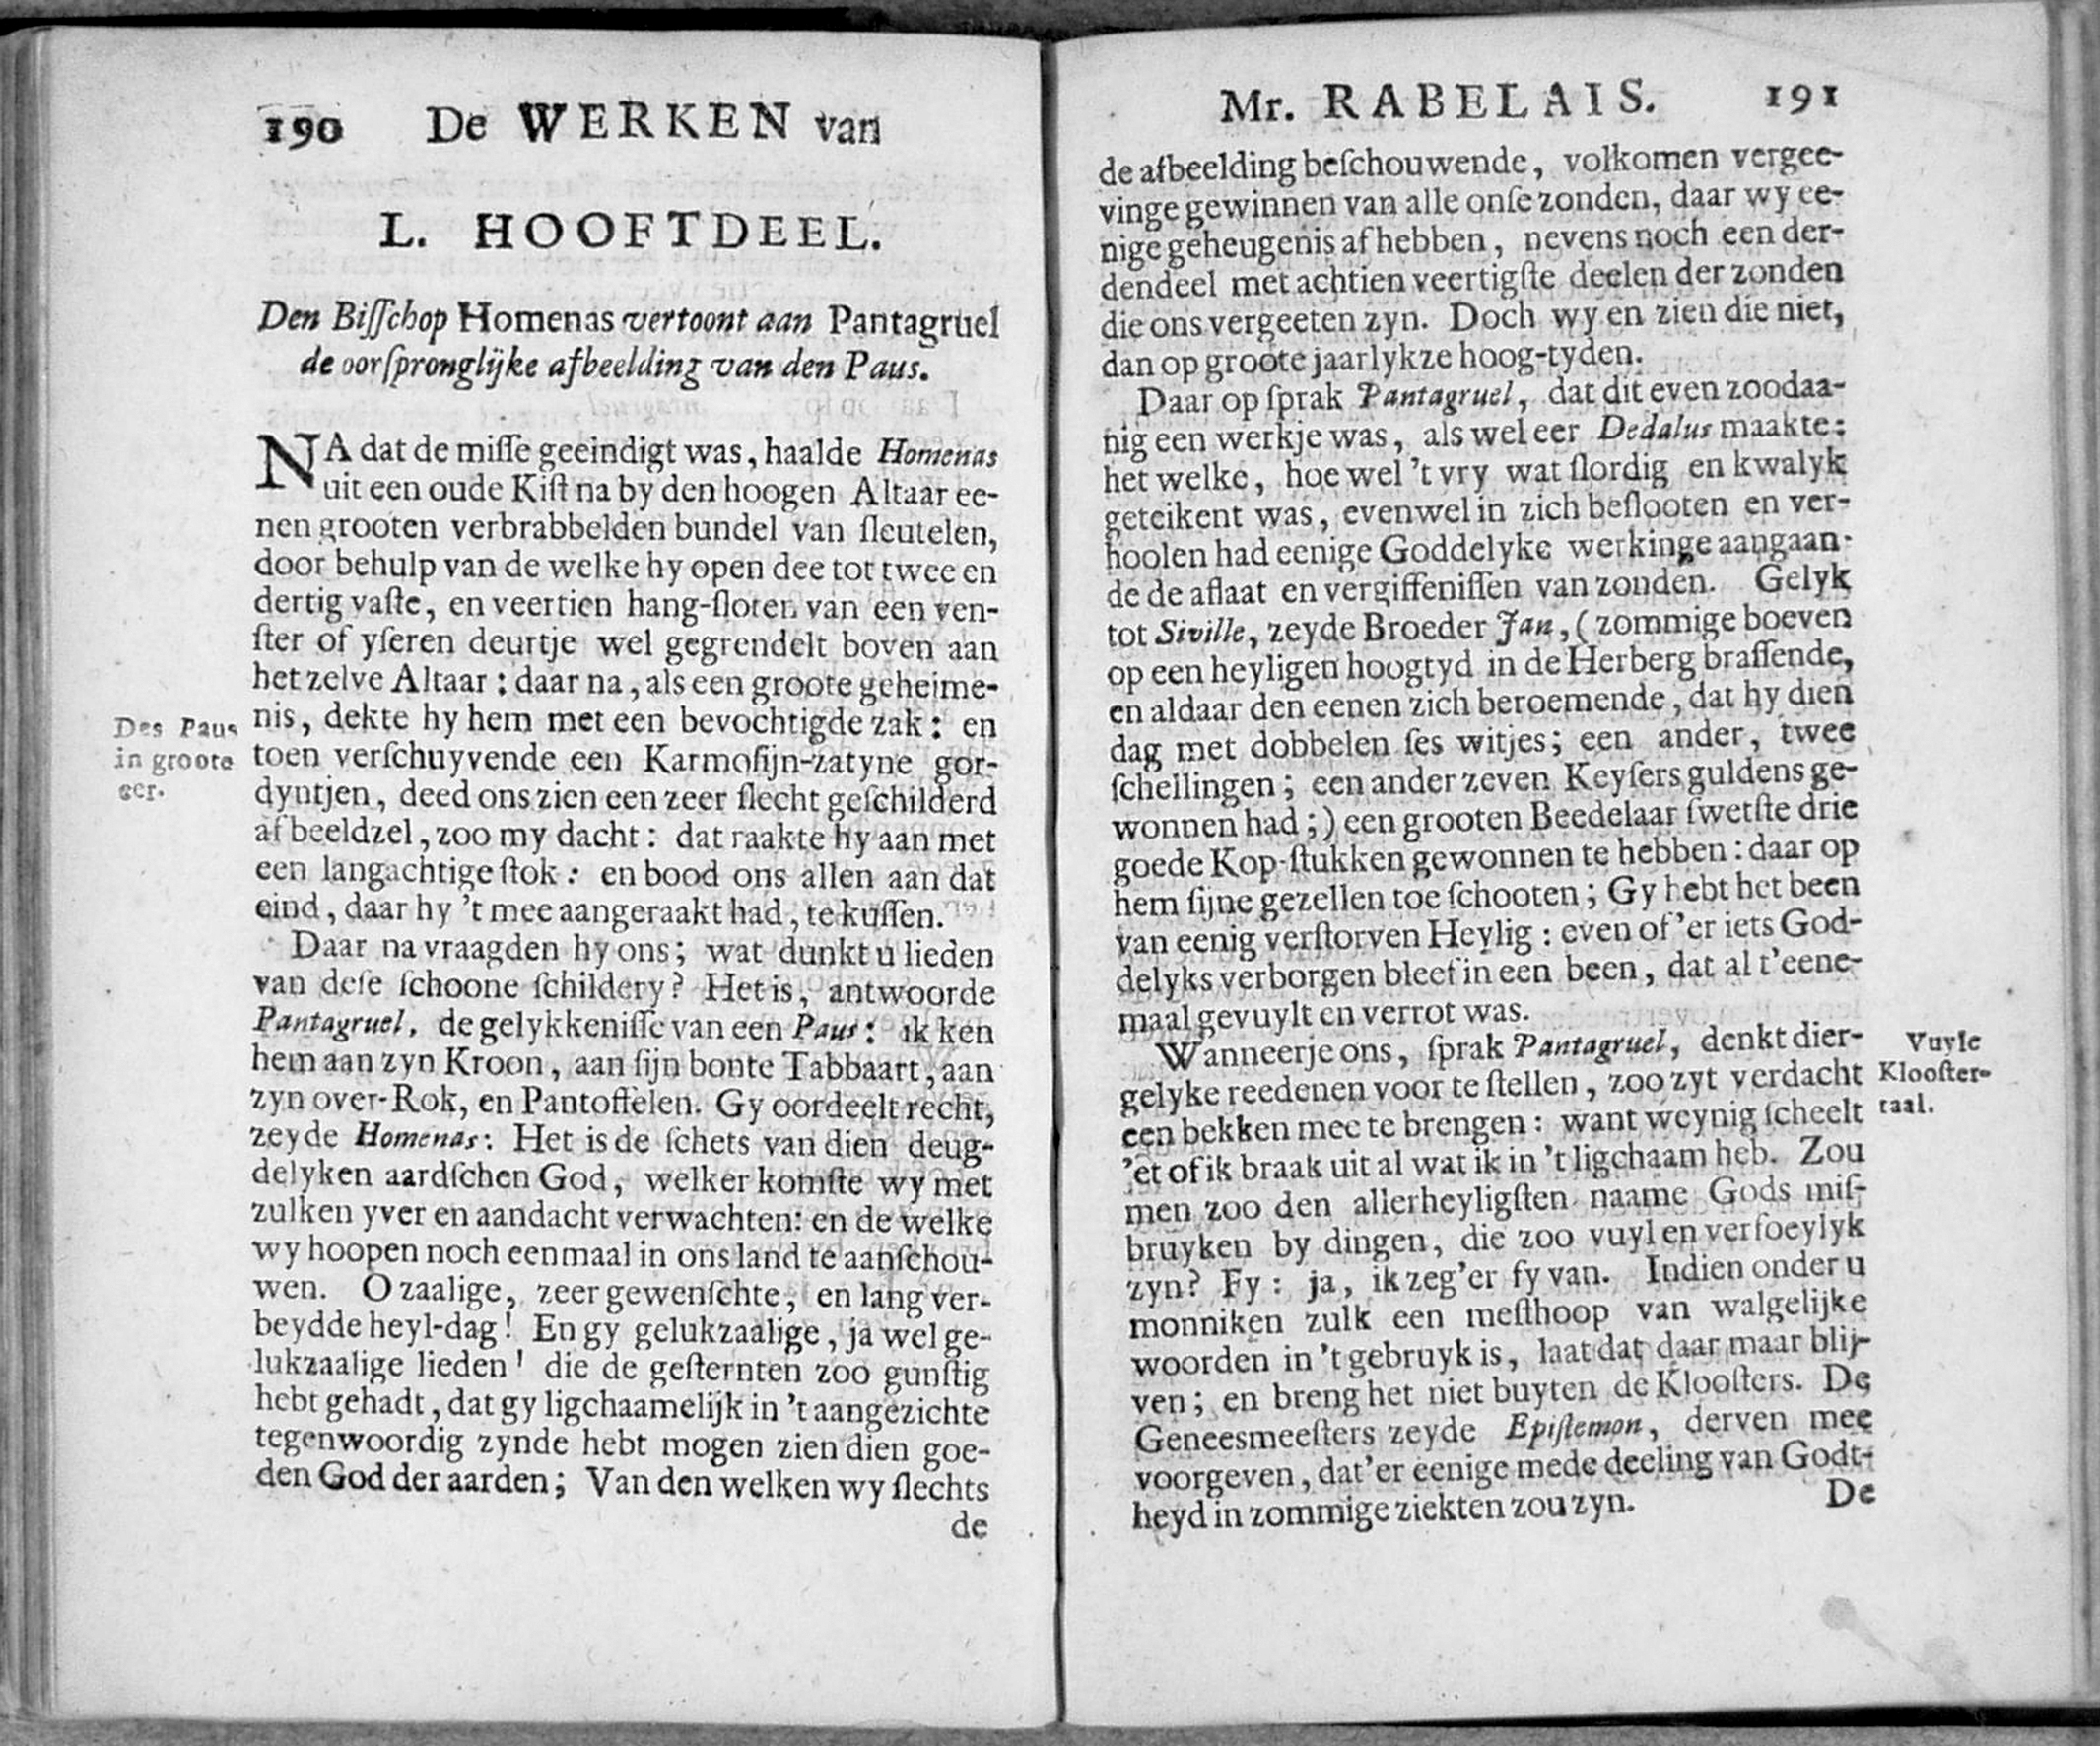 190 De WERKEN van
L. HOOFTDEEL.
Den Biſſchop Homenas vertoont aan Pantagruel
de oorſpronglijke afbeelding van den Paus.
NA dat de miſſe geeindigt was, haalde Homenas
uit een oude Kiſt na by den hoogen Altaar ee-
nen grooten verbrabbelden bundel van ſleutelen,
door behulp van de welke hy open dee tot twee en
dertig vaſte, en veertien hang-ſloten van een ven-
ſter of yſeren deurtje wel gegrendelt boven aan
het zelve Altaar: daar na, als een groote geheime-
nis, dekte hy hem met een bevochtigde zak: en
toen verſchuyvende een Karmoſijn-zatyne gor-
dyntjen, deed ons zien een zeer ſlecht geſchilderd
afbeeldzel, zoo my dacht: dat raakte hy aan met
een langachtige ſtok: en bood ons allen aan dat
eind, daar hy 't mee aangeraakt had, te kuſſen.
Daar na vraagden hy ons; wat dunkt u lieden
van deſe ſchoone ſchildery? Het is, antwoorde
Pantagruel, de gelykkeniſſe van een Paus: ik ken
hem aan zyn Kroon, aan ſijn bonte Tabbaart, aan
zyn over-Rok, en Pantoffelen. Gy oordeelt recht,
zeyde Homenas: Het is de ſchets van dien deug-
delyken aardſchen God, welker komſte wy met
zulken yver en aandacht verwachten: en de welke
wy hoopen noch eenmaal in ons land te aanſchou-
wen. O zaalige, zeer gewenſchte, en lang ver-
beydde heyl-dag! En gy gelukzaalige, ja wel ge-
lukzaalige lieden! die de geſternten zoo gunſtig
hebt gehadt, dat gy ligchaamelijk in 't aangezichte
tegenwoordig zynde hebt mogen zien dien goe-
den God der aarden; Van den welken wy ſlechts
de
Des Paus
in groote
eer.
Mr. RABELAIS. 191
de afbeelding beſchouwende, volkomen vergee-
vinge gewinnen van alle onſe zonden, daar wy ee-
nige geheugenis af hebben, nevens noch een der-
dendeel met achtien veertigſte deelen der zonden
die ons vergeeten zyn. Doch wy en zien die niet,
dan op groote jaarlykze hoog-tyden.
Daar op ſprak Pantagruel, dat dit even zoodaa-
nig een werkje was, als wel eer Dedalus maakte:
het welke, hoe wel 't vry wat ſlordig en kwalyk
geteikent was, evenwel in zich beſlooten en ver-
hoolen had eenige Goddelyke werkinge aangaan-
de de aflaat en vergiffeniſſen van zonden. Gelyk
tot Siville, zeyde Broeder Jan, (zommige boeven
op een heyligen hoogtyd in de Herberg braſſende,
en aldaar den eenen zich beroemende, dat hy dien
dag met dobbelen ſes witjes; een ander, twee
ſchellingen; een ander zeven Keyſers guldens ge-
wonnen had;) een grooten Beedelaar ſwetſte drie
goede Kop-ſtukken gewonnen te hebben: daar op
hem ſijne gezellen toe ſchooten; Gy hebt het been
van eenig verſtorven Heylig: even of 'er iets God-
delyks verborgen bleef in een been, dat al t'eene-
maal gevuylt en verrot was.
Wanneer je ons, ſprak Pantagruel, denkt dier-
gelyke reedenen voor te ſtellen, zoo zyt verdacht
een bekken mee te brengen: want weynig ſcheelt
'et of ik braak uit al wat ik in 't ligchaam heb. Zou
men zoo den allerheyligſten naame Gods miſ-
bruyken by dingen, die zoo vuyl en verfoeylyk
zyn? Fy: ja, ik zeg 'er fy van. Indien onder u
monniken zulk een meſthoop van walgelijke
woorden in 't gebruyk is, laat dat daar maar blij-
ven; en breng het niet buyten de Klooſters. De
Geneesmeeſters zeyde Epiſtemon, derven mee
voorgeven, dat'er eenige mede deeling van Godt-
heyd in zommige ziekten zou zyn.
De
Vuyle
Klooſter-
taal.